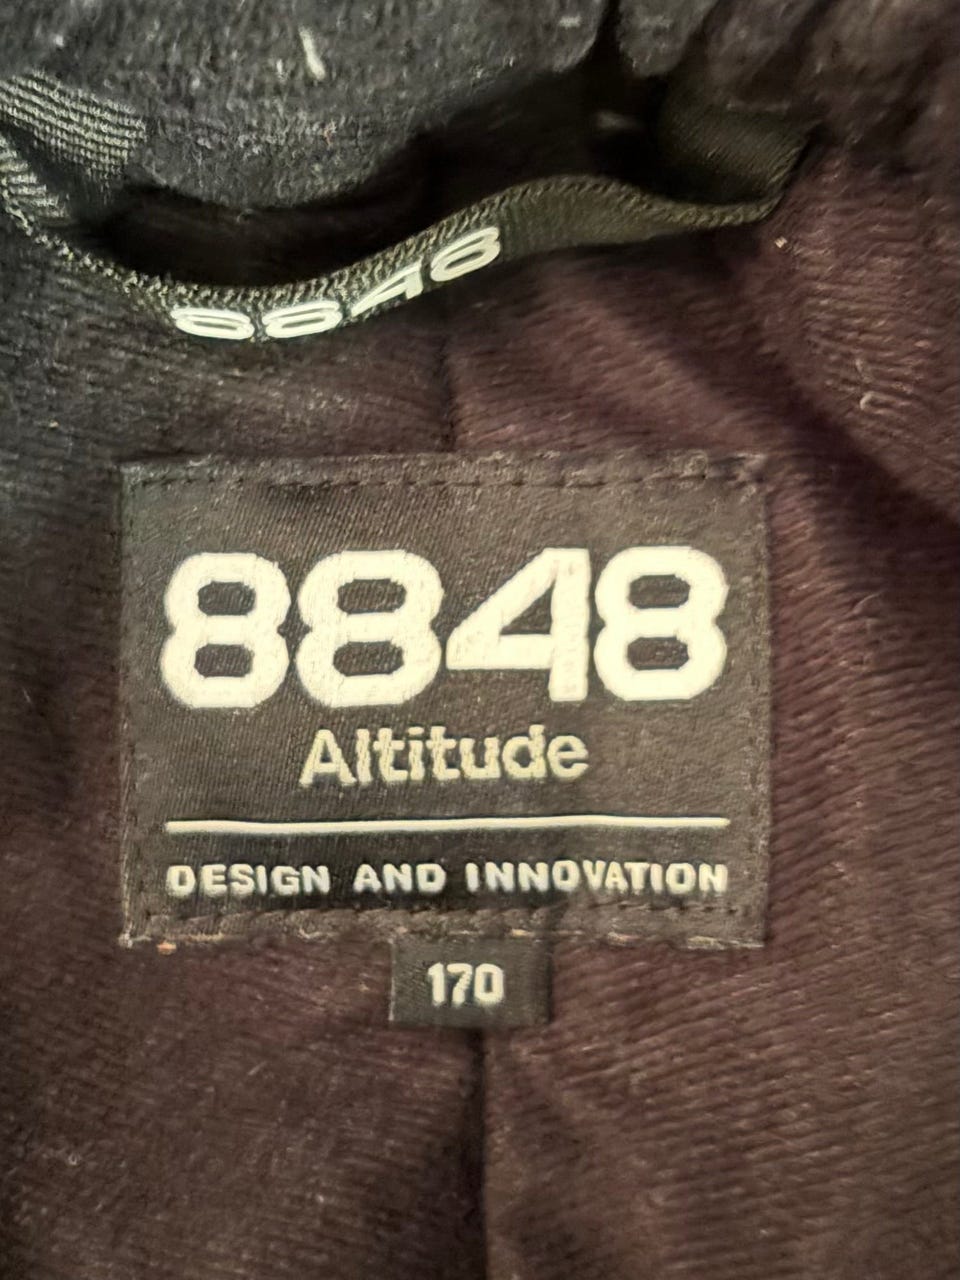 8848
8848
Altitude
DESIGN AND INNOVATION
170